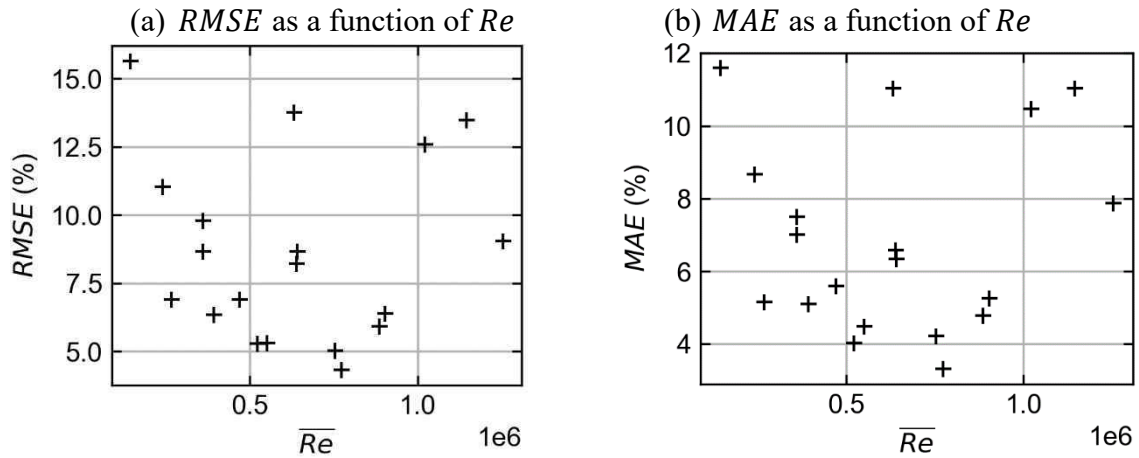 (a) RMSE as a function of Re
15.0
12.5
10.0
7.5
5.0
RMSE (%)
0.5
1.0
1e6
Re
(b) MAE as a function of Re
12
10
8
6
4
MAE (%)
0.5
1.0
1e6
Re